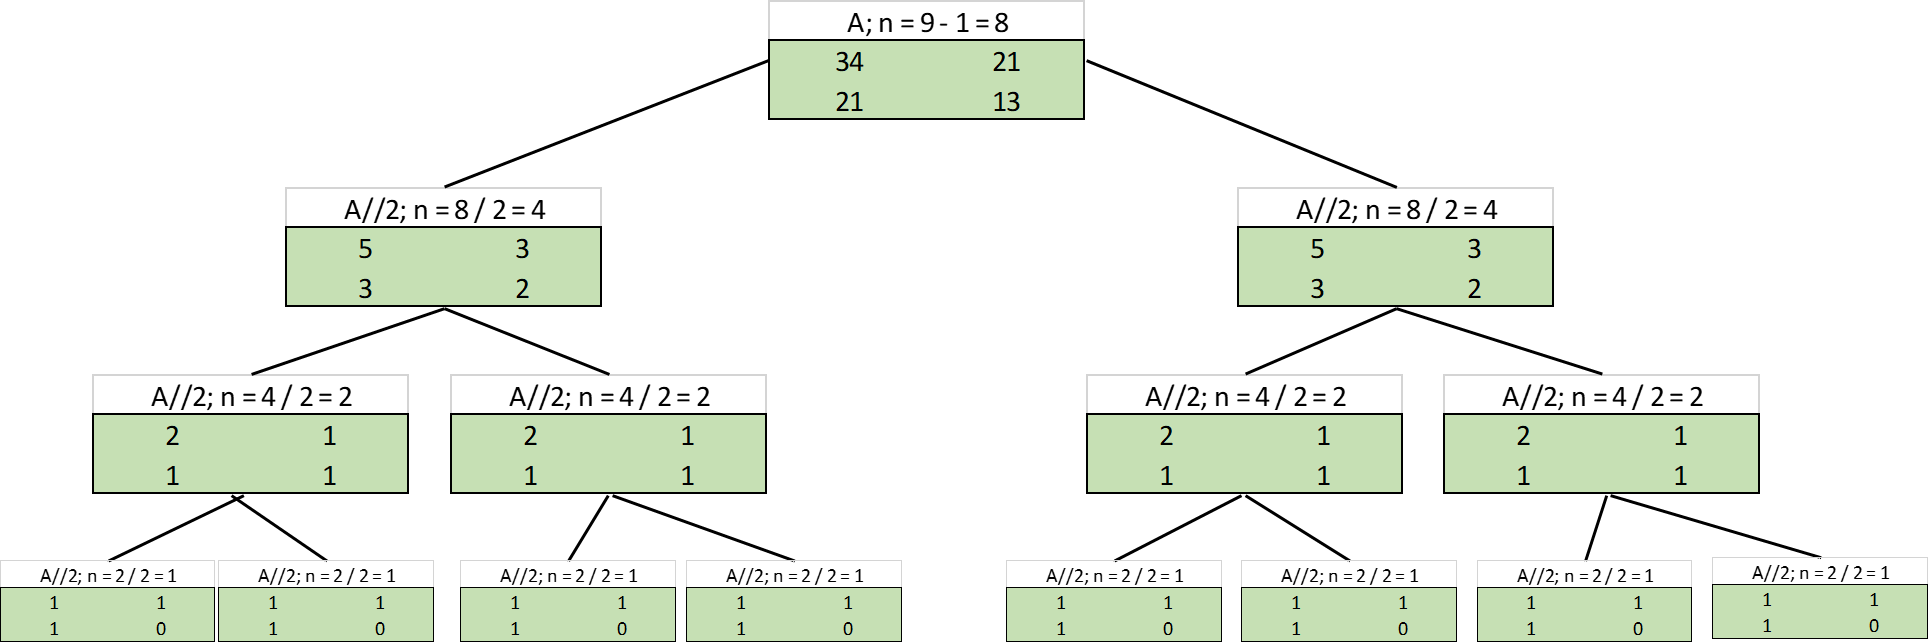 A; n = 9 - 1 = 8
34 21
21 13
A//2; n = 8 / 2 = 4
5 3
3 2
A//2; n = 8 / 2 = 4
5 3
3 2
A//2; n = 4 / 2 = 2
2 1
1 1
A//2; n = 4 / 2 = 2
2 1
1 1
A//2; n = 4 / 2 = 2
2 1
1 1
A//2; n = 4 / 2 = 2
2 1
1 1
A//2; n = 2 / 2 = 1
1 1
1 0
A//2; n = 2 / 2 = 1
1 1
1 0
A//2; n = 2 / 2 = 1
1 1
1 0
A//2; n = 2 / 2 = 1
1 1
1 0
A//2; n = 2 / 2 = 1
1 1
1 0
A//2; n = 2 / 2 = 1
1 1
1 0
A//2; n = 2 / 2 = 1
1 1
1 0
A//2; n = 2 / 2 = 1
1 1
1 0